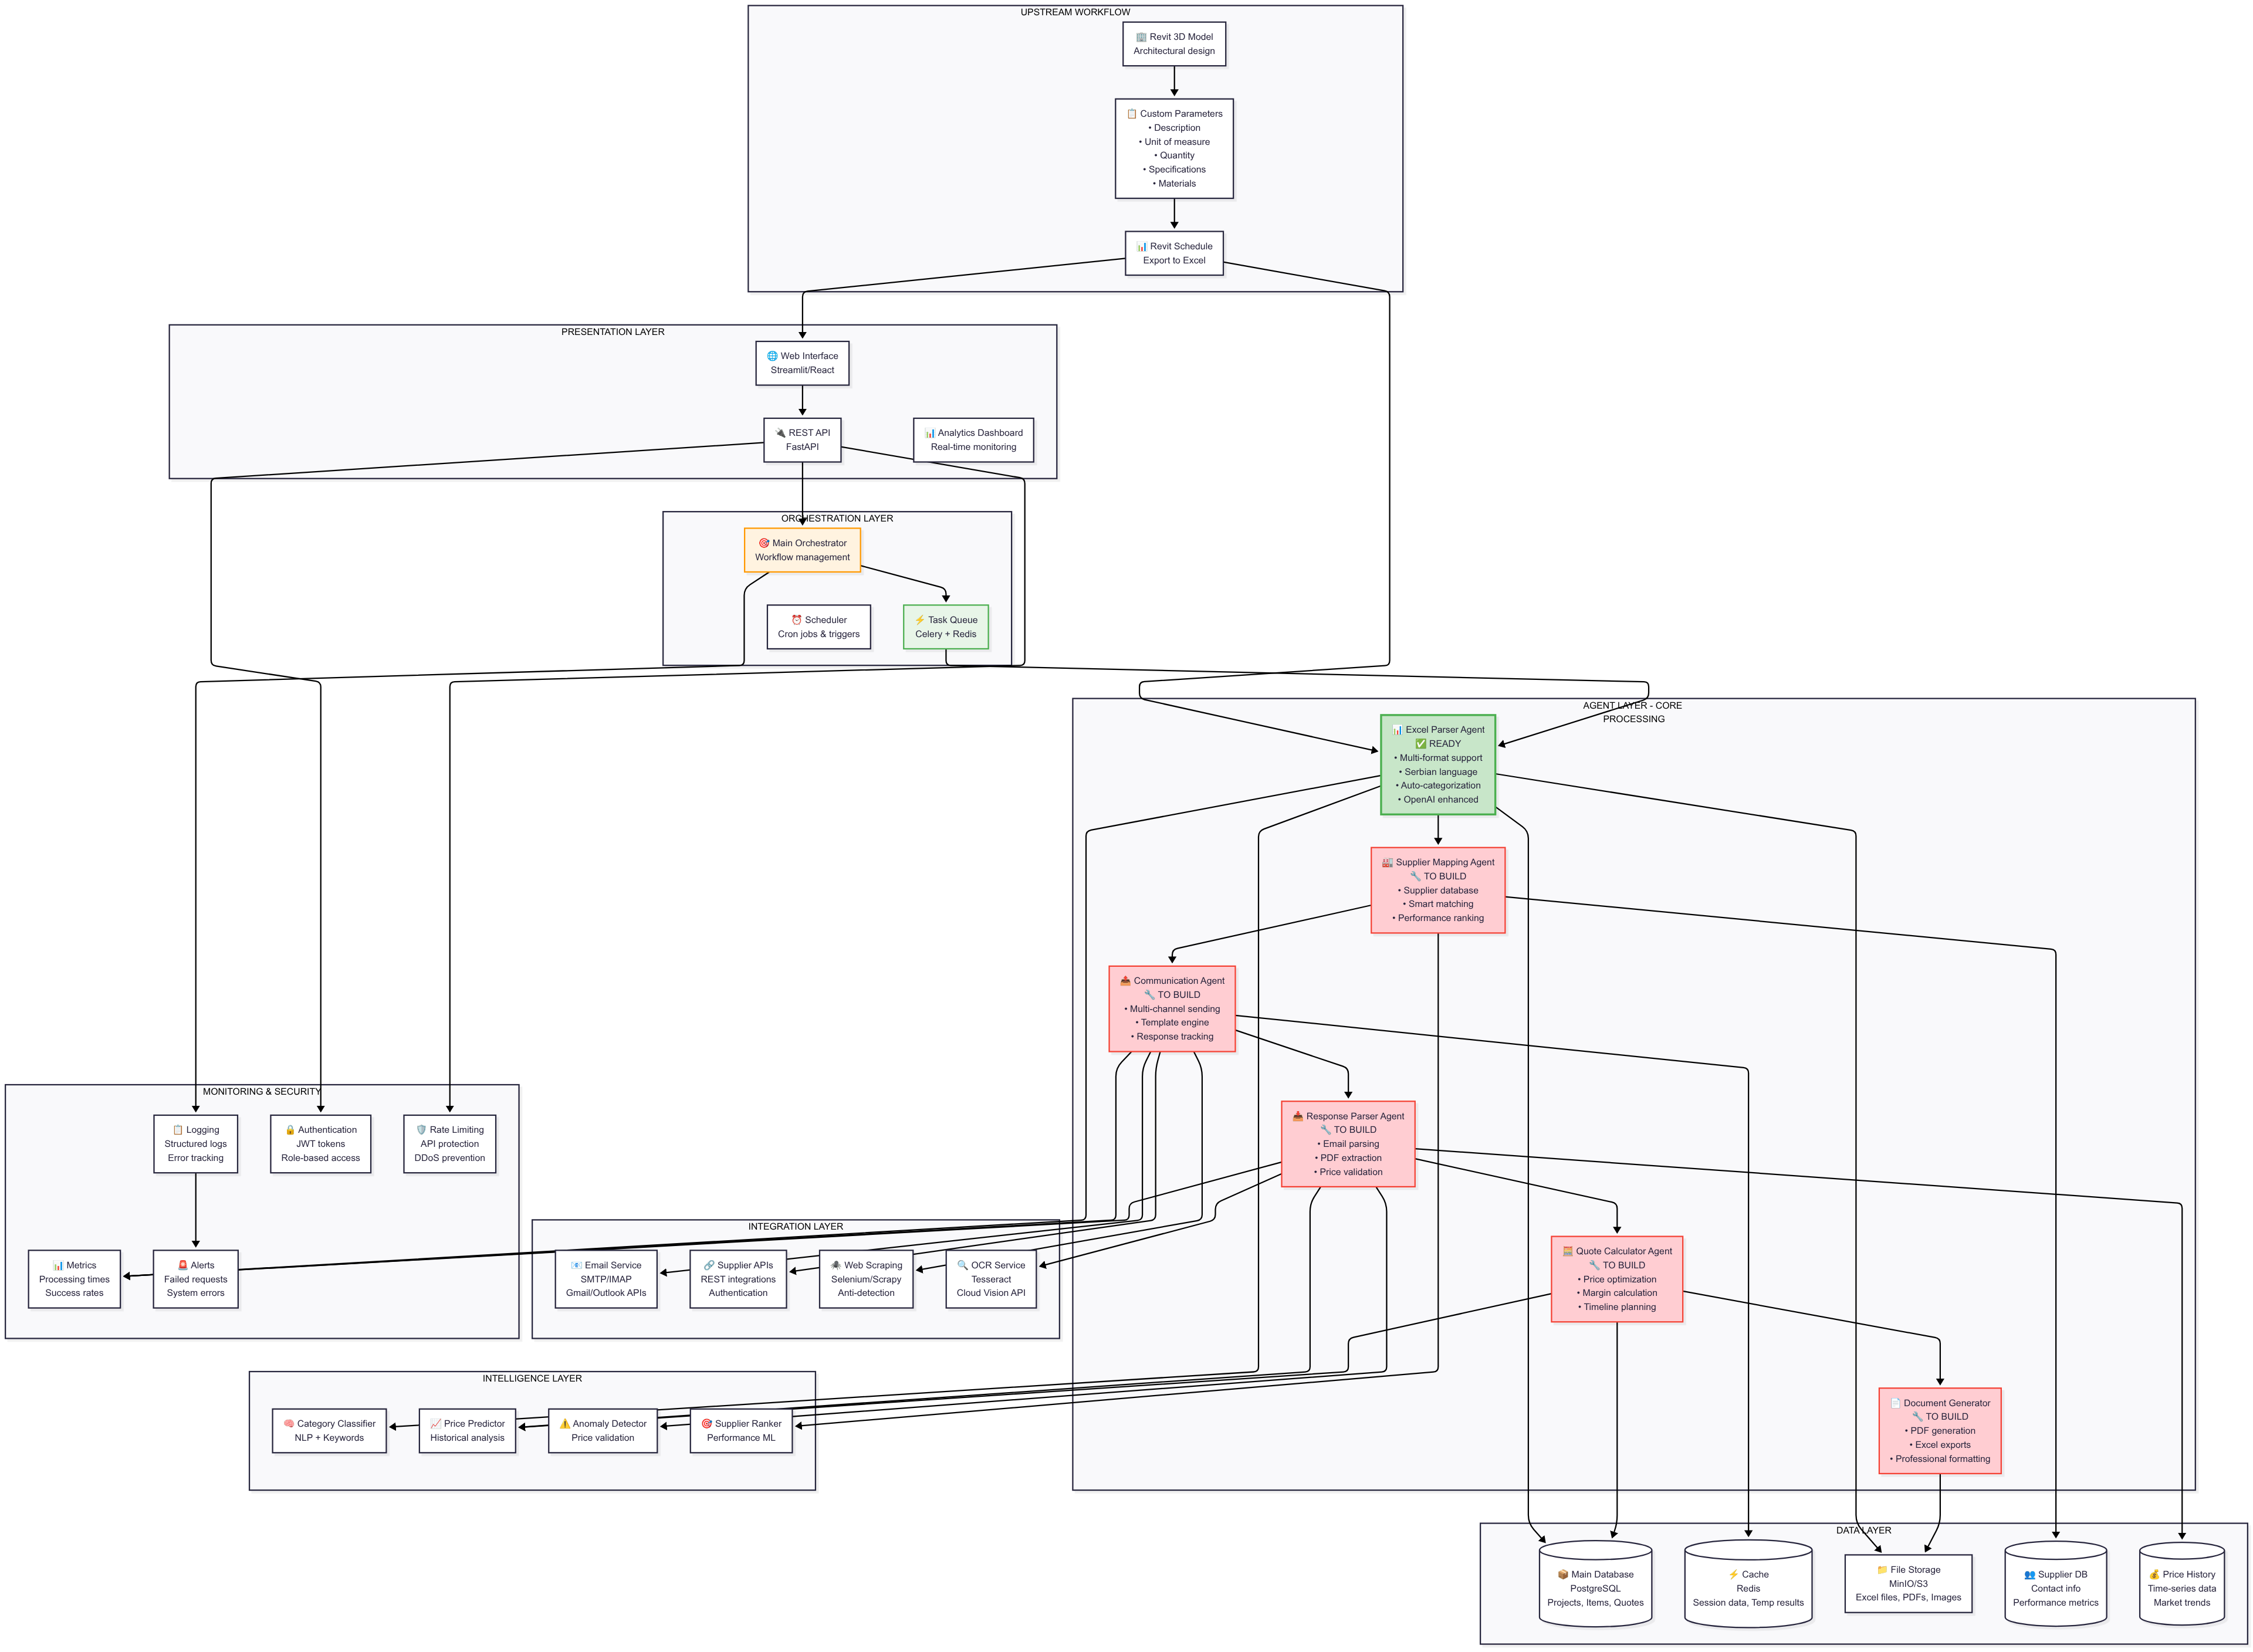 UPSTREAM WORKFLOW
🏢 Revit 3D Model
Architectural design
📋 Custom Parameters
• Description
• Unit of measure
• Quantity
• Specifications
• Materials
📊 Revit Schedule
Export to Excel
PRESENTATION LAYER
🌐 Web Interface
Streamlit/React
🔌 REST API
FastAPI
📊 Analytics Dashboard
Real-time monitoring
ORCHESTRATION LAYER
🎯 Main Orchestrator
Workflow management
⏰ Scheduler
Cron jobs & triggers
⚡ Task Queue
Celery + Redis
AGENT LAYER - CORE
PROCESSING
📊 Excel Parser Agent
✅ READY
• Multi-format support
• Serbian language
• Auto-categorization
• OpenAI enhanced
🏭 Supplier Mapping Agent
🔧 TO BUILD
• Supplier database
• Smart matching
• Performance ranking
📤 Communication Agent
🔧 TO BUILD
• Multi-channel sending
• Template engine
• Response tracking
📥 Response Parser Agent
🔧 TO BUILD
• Email parsing
• PDF extraction
• Price validation
🧮 Quote Calculator Agent
🔧 TO BUILD
• Price optimization
• Margin calculation
• Timeline planning
📄 Document Generator
🔧 TO BUILD
• PDF generation
• Excel exports
• Professional formatting
MONITORING & SECURITY
📋 Logging
Structured logs
Error tracking
🔒 Authentication
JWT tokens
Role-based access
🛡️ Rate Limiting
API protection
DDoS prevention
📊 Metrics
Processing times
Success rates
🚨 Alerts
Failed requests
System errors
INTEGRATION LAYER
📧 Email Service
SMTP/IMAP
Gmail/Outlook APIs
🔗 Supplier APIs
REST integrations
Authentication
🕷️ Web Scraping
Selenium/Scrapy
Anti-detection
🔍 OCR Service
Tesseract
Cloud Vision API
INTELLIGENCE LAYER
🧠 Category Classifier
NLP + Keywords
📈 Price Predictor
Historical analysis
⚠️ Anomaly Detector
Price validation
🎯 Supplier Ranker
Performance ML
DATA LAYER
📦 Main Database
PostgreSQL
Projects, Items, Quotes
⚡ Cache
Redis
Session data, Temp results
📁 File Storage
MinIO/S3
Excel files, PDFs, Images
👥 Supplier DB
Contact info
Performance metrics
💰 Price History
Time-series data
Market trends